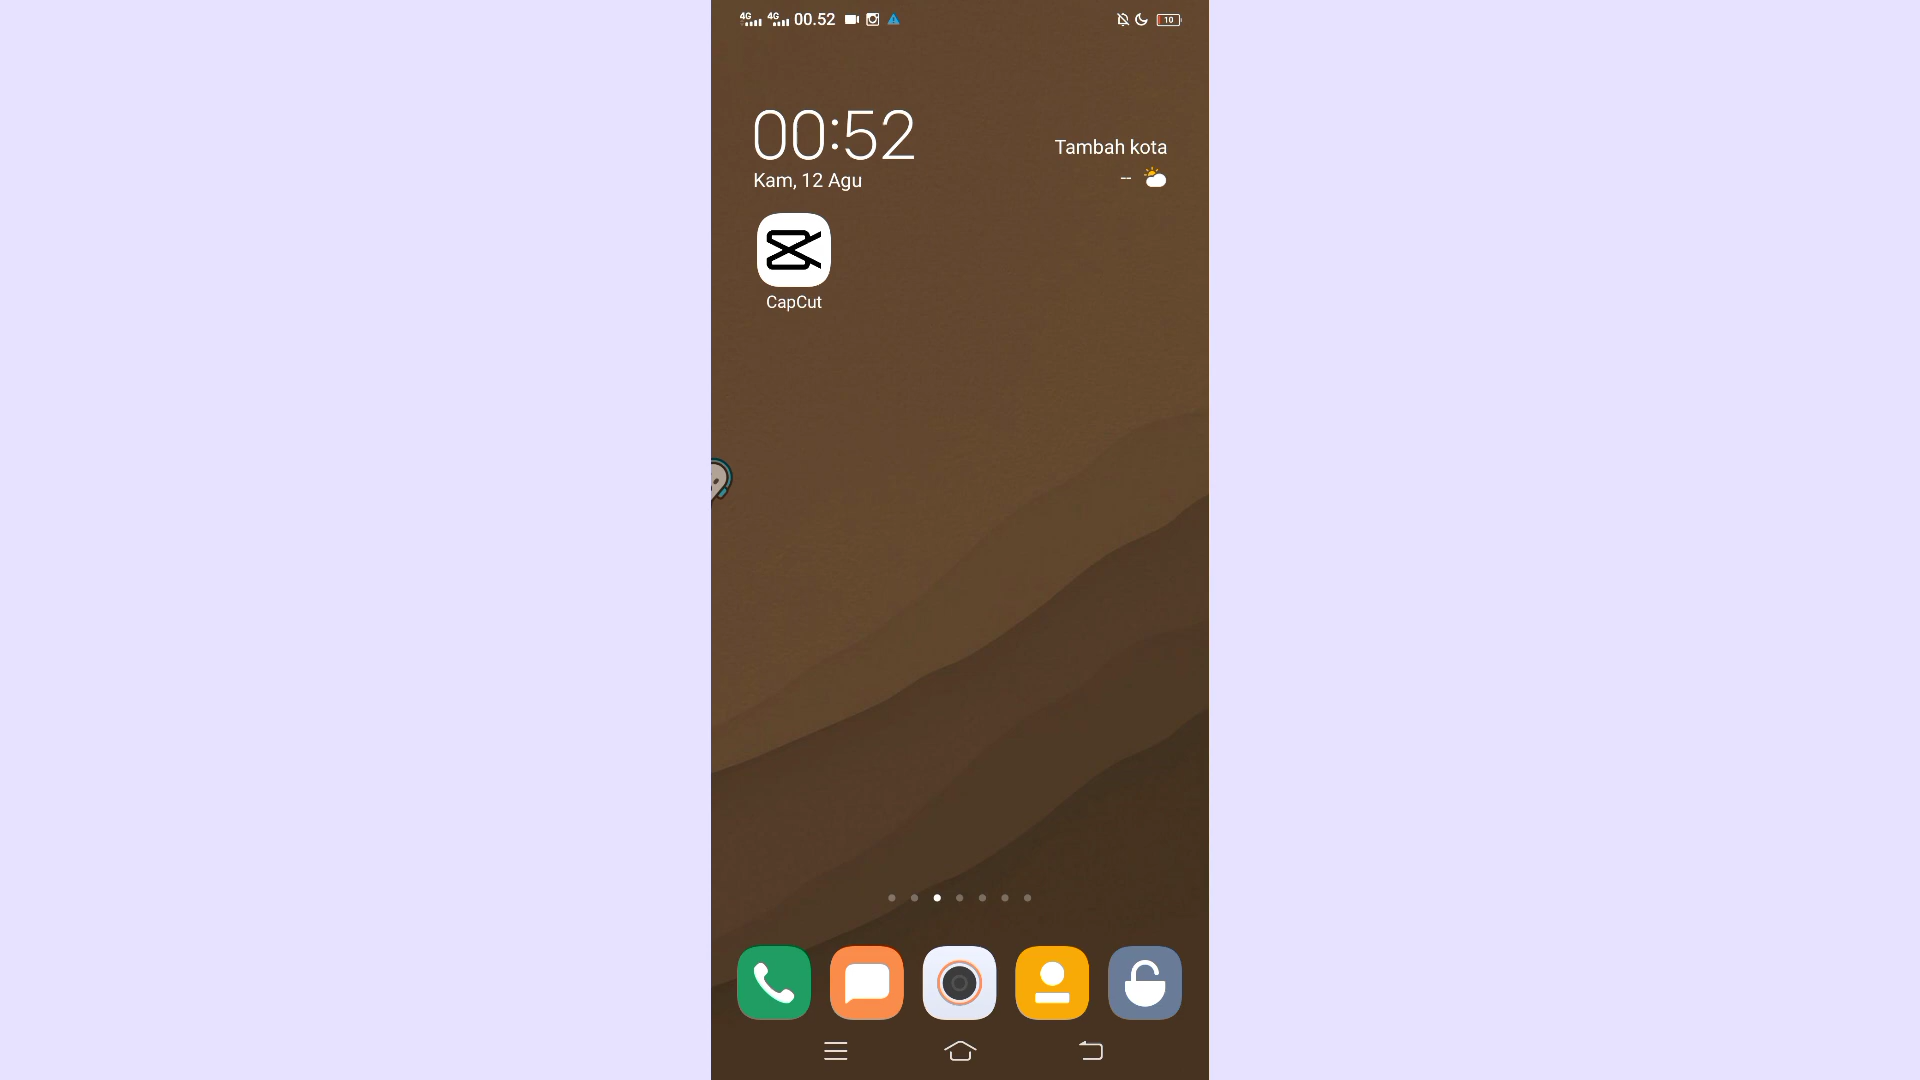 4G 4G 00.52 10
00:52
Tambah kota
Kam, 12 Agu
--
CapCut